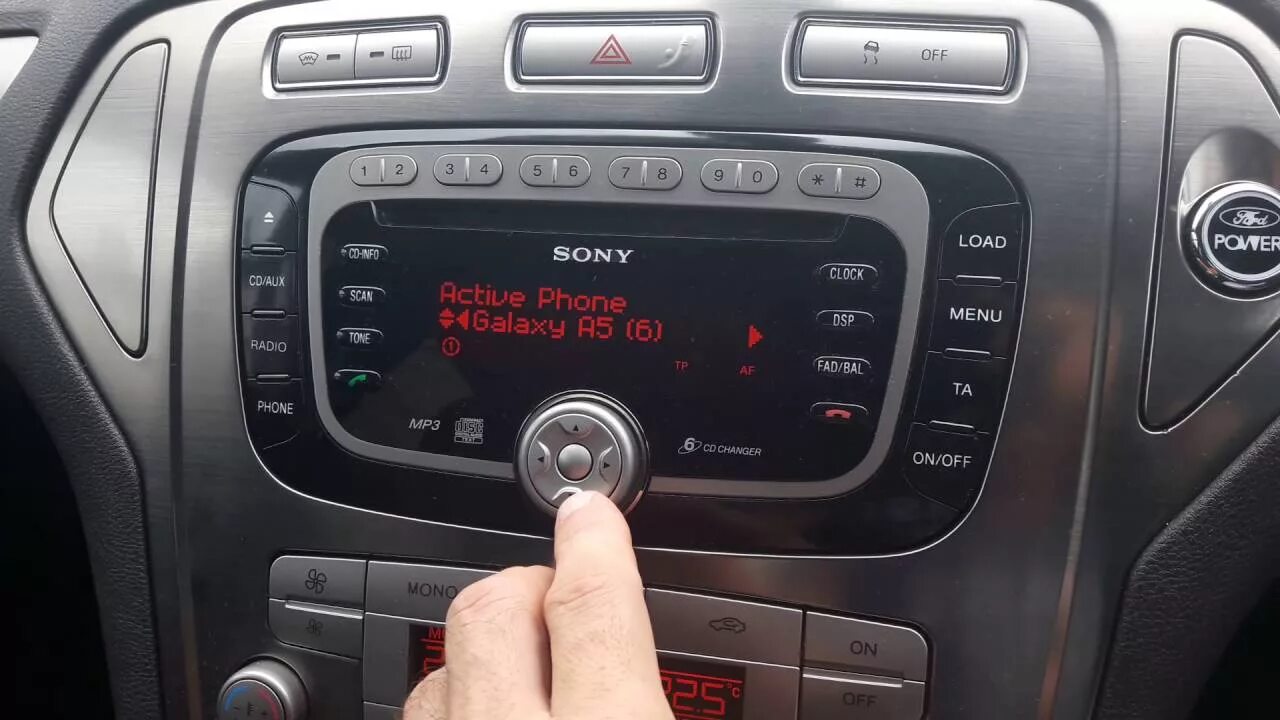 OFF
1 2 3 4 5 6 7 8 9 0 * #
SONY
CD-INFO
CLOCK
LOAD
CD/AUX
SCAN
Active Phone
Galaxy A5 (6)
DSP
MENU
RADIO
TONE
TP AF
FAD/BAL
TA
PHONE
MP3
DISC
6 CD CHANGER
ON/OFF
Ford
POWER
MONO
ON
OFF